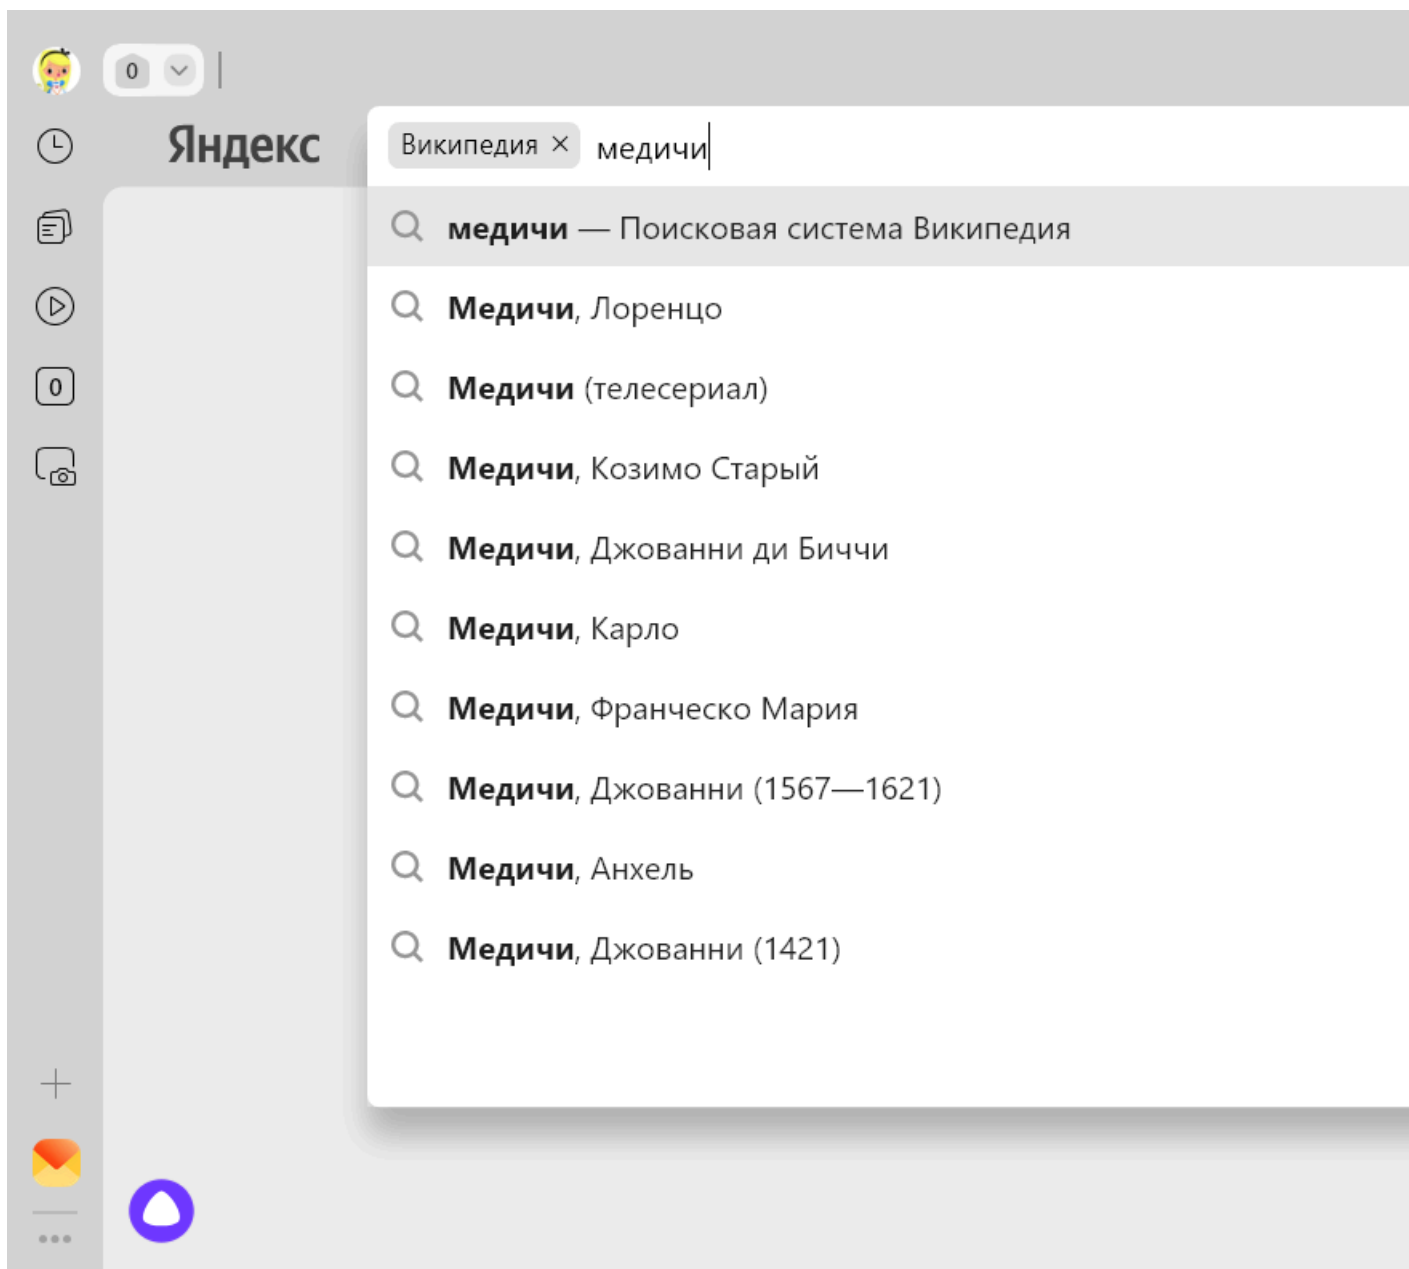 0
Яндекс
Википедия × медичи
медичи — Поисковая система Википедия
Медичи, Лоренцо
Медичи (телесериал)
Медичи, Козимо Старый
0
Медичи, Джованни ди Биччи
Медичи, Карло
Медичи, Франческо Мария
Медичи, Джованни (1567—1621)
Медичи, Анхель
Медичи, Джованни (1421)